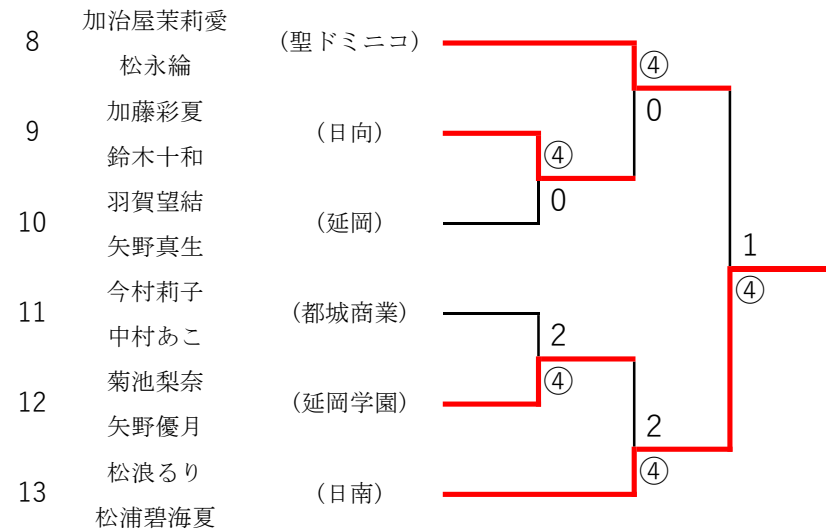 加治屋茉莉愛
8 (聖ドミニコ)
松永綸
④
0
加藤彩夏
9 (日向)
鈴木十和
④
0
羽賀望結
10 (延岡)
矢野真生
1
④
今村莉子
11 (都城商業)
中村あこ
2
④
菊池梨奈
12 (延岡学園)
矢野優月
2
④
松浪るり
13 (日南)
松浦碧海夏